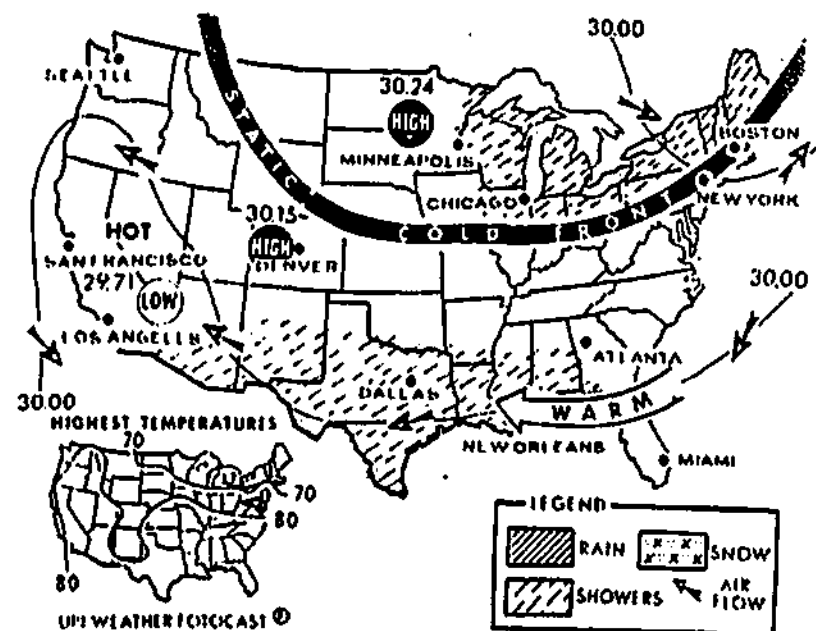 30.00
SEATTLE
30.24
HIGH
MINNEAPOLIS
BOSTON
NEW YORK
CHICAGO
STATIC COLD FRONT
30.15
HIGH
DENVER
HOT
SAN FRANCISCO
29.71
LOW
LOS ANGELES
30.00
30.00
ATLANTA
DALLAS
WARM
NEW ORLEANS
MIAMI
HIGHEST TEMPERATURES
70
70
80
80
UPI WEATHER FOTOCAST
LEGEND
RAIN
SNOW
SHOWERS
AIR
FLOW